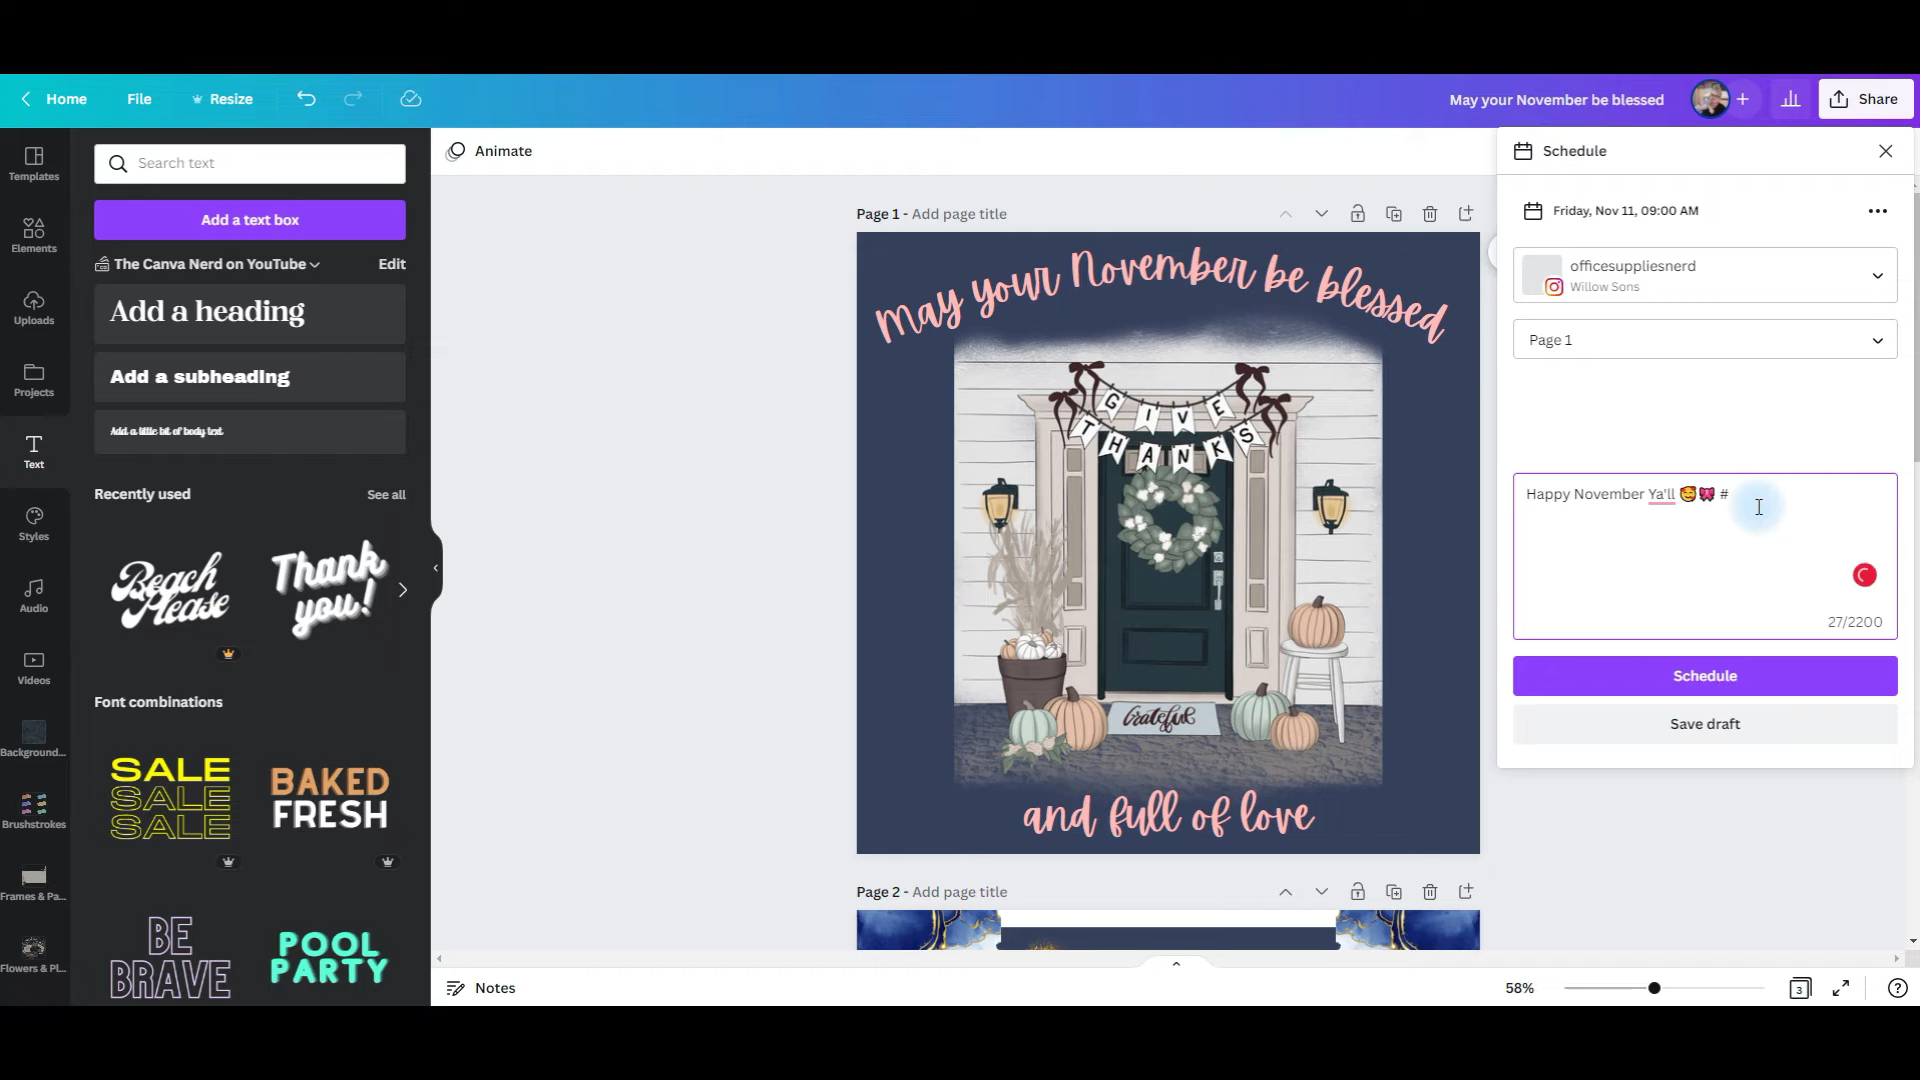 Home
File
Resize
May your November be blessed
Share
Templates
Elements
Uploads
Projects
Text
Styles
Audio
Videos
Background...
Brushstrokes
Frames & Pa...
Flowers & Pl...
Search text
Add a text box
The Canva Nerd on YouTube
Edit
Add a heading
Add a subheading
Add a little bit of body text
Recently used
See all
Beach
Please
Thank
you!
Font combinations
SALE
SALE
SALE
BAKED
FRESH
BE
BRAVE
POOL
PARTY
Animate
Page 1 - Add page title
May your November be blessed
GIVE
THANKS
Grateful
and full of love
Page 2 - Add page title
Notes
58%
3
?
Schedule
Friday, Nov 11, 09:00 AM
officesuppliesnerd
Willow Sons
Page 1
Happy November Ya'll 🥰🎀 #
27/2200
Schedule
Save draft